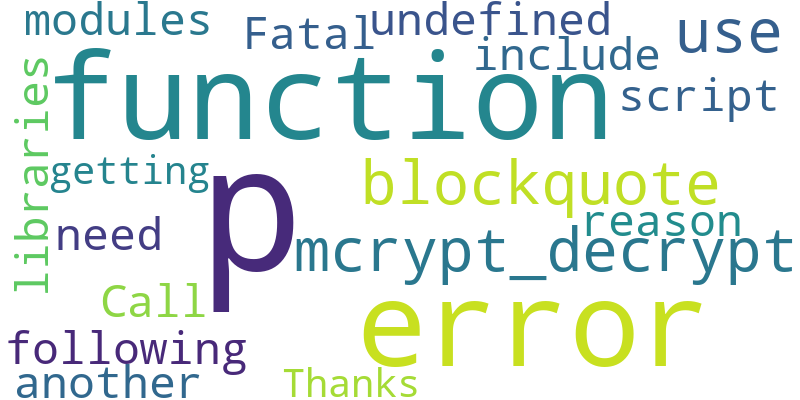 modules
Fatal
undefined
use
include
function
script
libraries
getting
p
blockquote
reason
need
mcrypt_decrypt
Call
error
following
another
Thanks